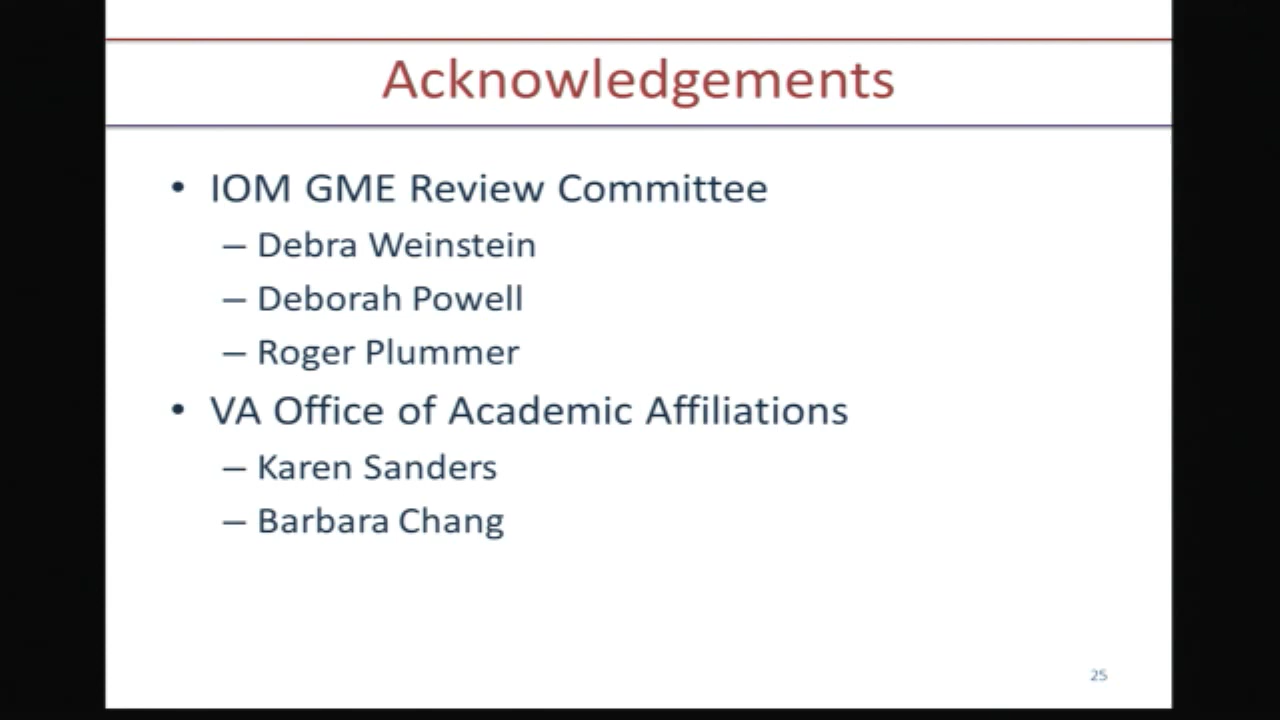 Acknowledgements
• IOM GME Review Committee
– Debra Weinstein
– Deborah Powell
– Roger Plummer
• VA Office of Academic Affiliations
– Karen Sanders
– Barbara Chang
25